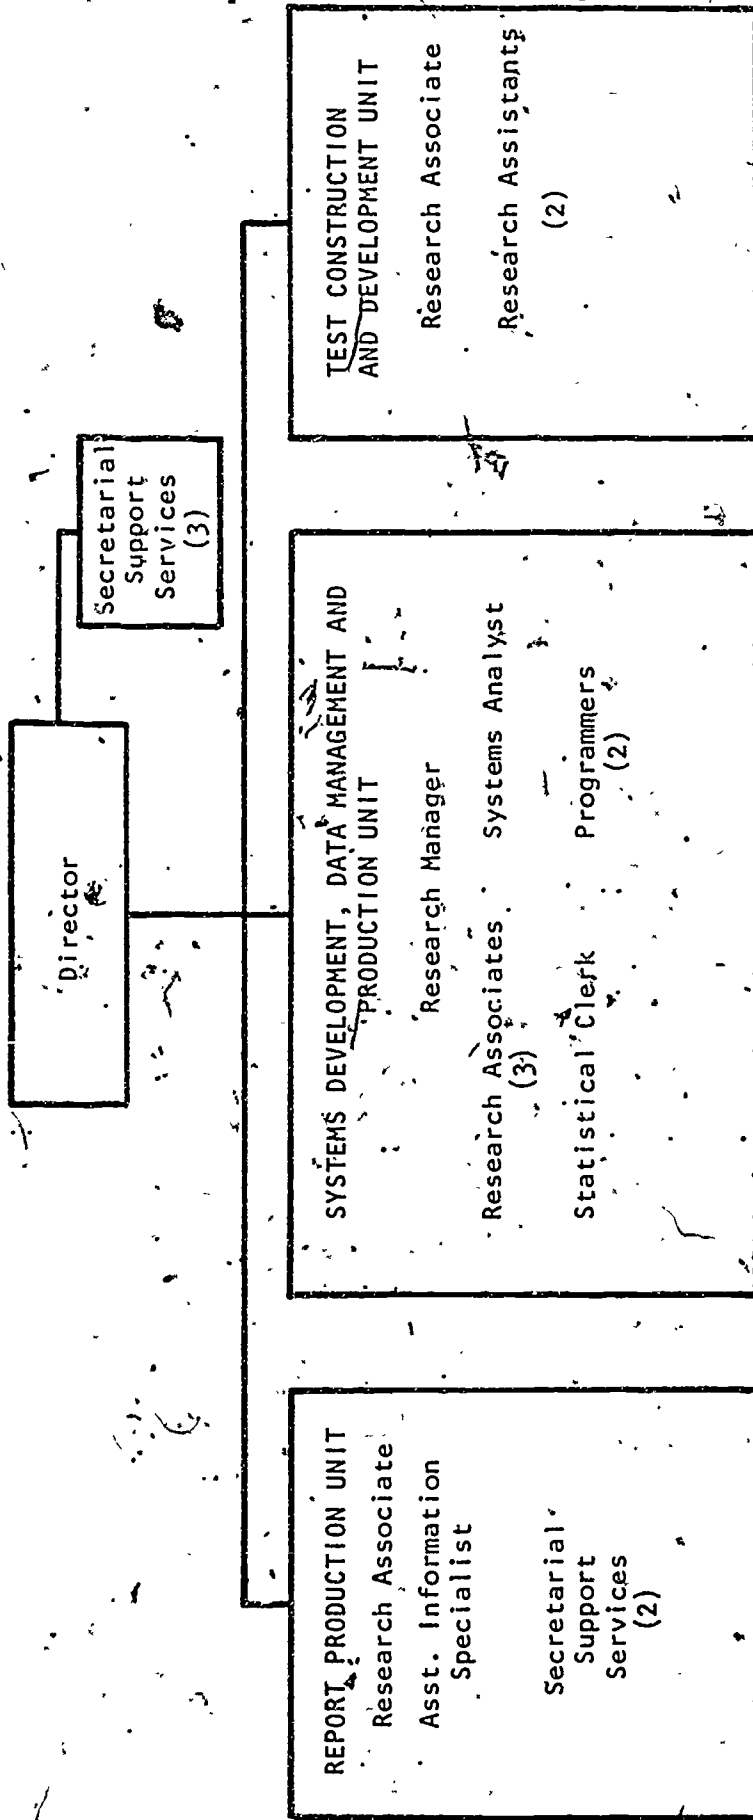 Director
Secretarial
Support
Services
(3)
REPORT PRODUCTION UNIT
Research Associate
Asst. Information
Specialist
Secretarial
Support
Services
(2)
SYSTEMS DEVELOPMENT, DATA MANAGEMENT AND
PRODUCTION UNIT
Research Manager
Research Associates
(3)
Systems Analyst
Statistical Clerk
Programmers
(2)
TEST CONSTRUCTION
AND DEVELOPMENT UNIT
Research Associate
Research Assistants
(2)